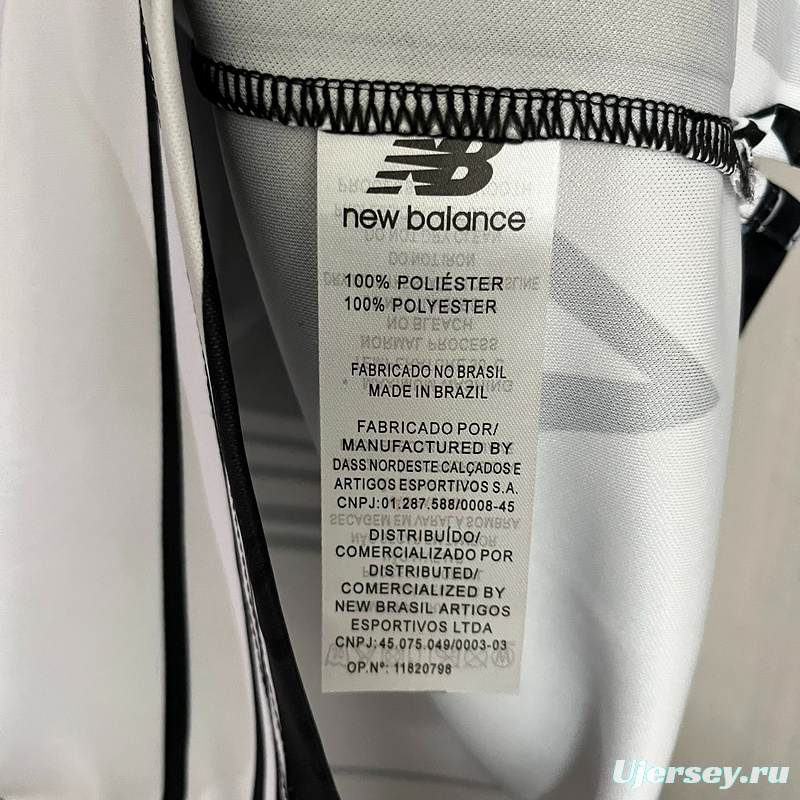 NB
new balance
100% POLIÉSTER
100% POLYESTER
FABRICADO NO BRASIL
MADE IN BRAZIL
FABRICADO POR/
MANUFACTURED BY
DASS NORDESTE CALÇADOS E
ARTIGOS ESPORTIVOS S.A.
CNPJ:01.287.588/0008-45
DISTRIBUÍDO/
COMERCIALIZADO POR
DISTRIBUTED/
COMERCIALIZED BY
NEW BRASIL ARTIGOS
ESPORTIVOS LTDA
CNPJ:45.075.049/0003-03
OP.Nº: 11820798
Ujersey.ru